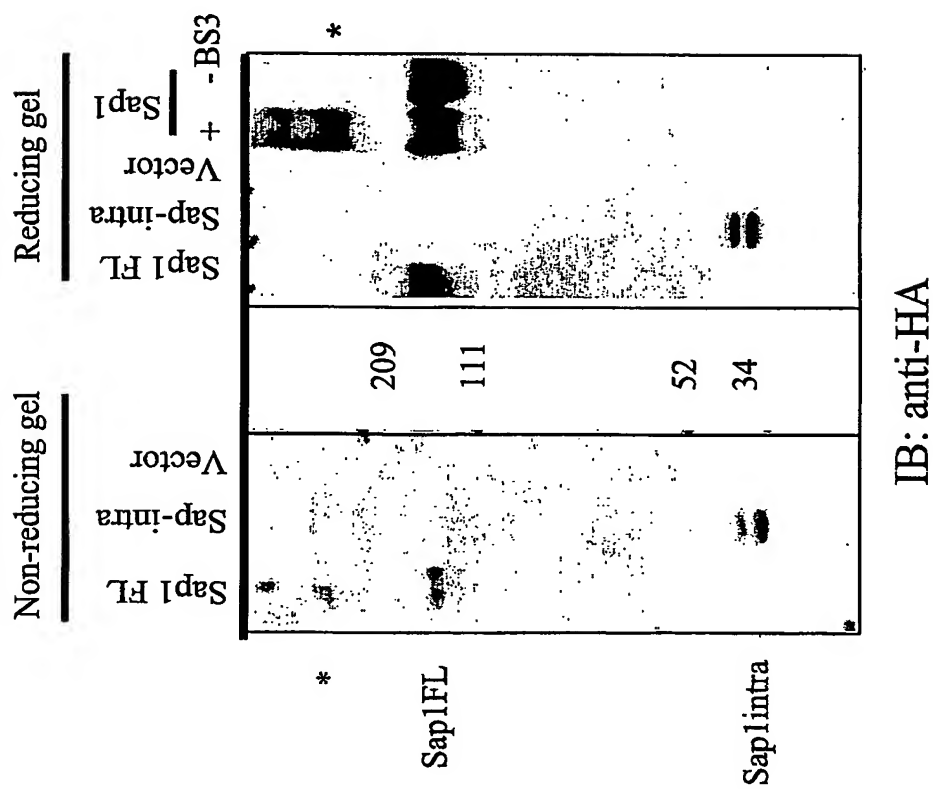 Non-reducing gel
Reducing gel
Sap1 FL
Sap-intra
Vector
Sap1 FL
Sap-intra
Vector
Sap1
+ -BS3
*
*
Sap1FL
Sap1intra
209
111
52
34
IB: anti-HA